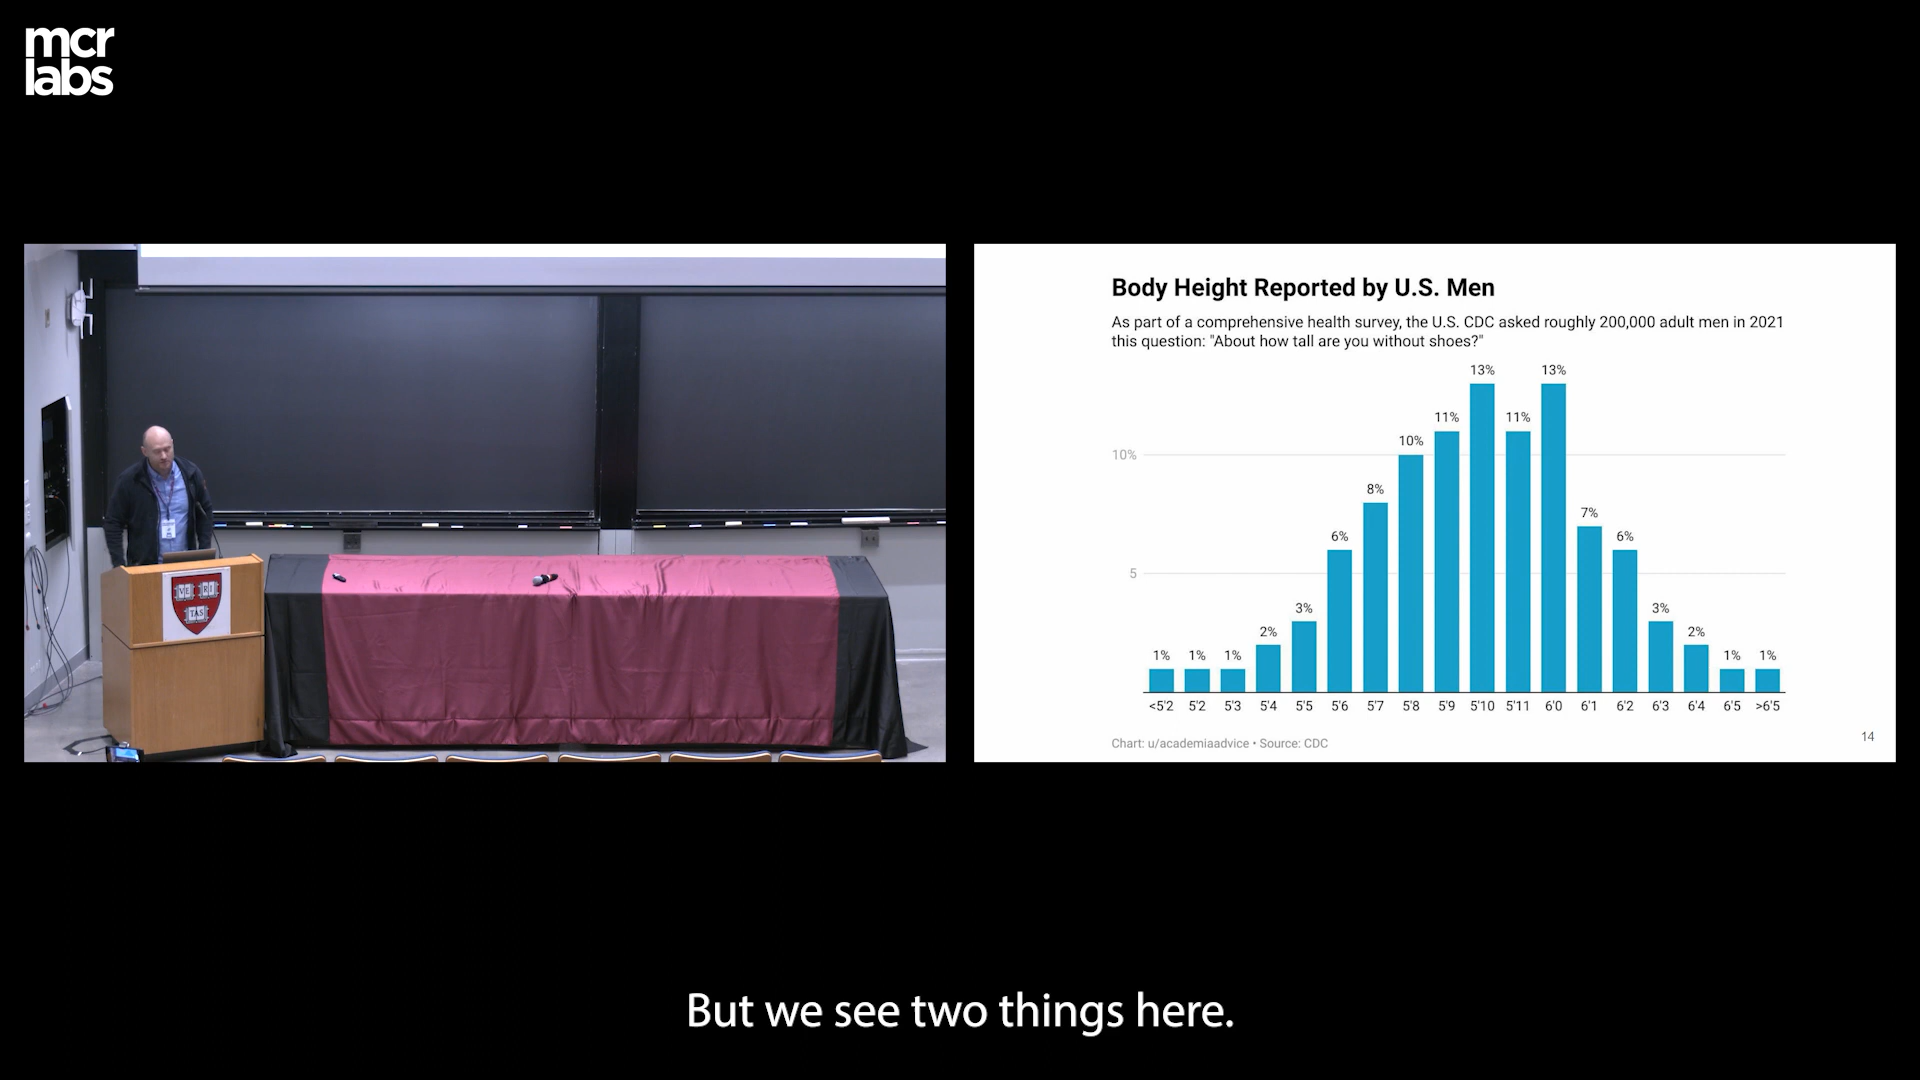 mcr
labs
VE RI
TAS
Body Height Reported by U.S. Men
As part of a comprehensive health survey, the U.S. CDC asked roughly 200,000 adult men in 2021
this question: "About how tall are you without shoes?"
13% 13%
11% 11%
10%
10%
8%
7%
6% 6%
5
3% 3%
2% 2%
1% 1% 1% 1% 1%
<5'2 5'2 5'3 5'4 5'5 5'6 5'7 5'8 5'9 5'10 5'11 6'0 6'1 6'2 6'3 6'4 6'5 >6'5
Chart: u/academiaadvice • Source: CDC
14
But we see two things here.